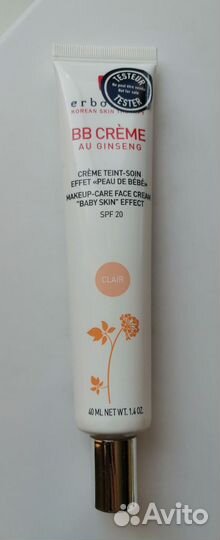 TESTEUR
Ne peut être vendu
Not for sale
TESTER
KOREAN SKIN
BB CRÈME
AU GINSENG
CRÈME TEINT-SOIN
EFFET «PEAU DE BÉBÉ»
MAKEUP-CARE FACE CREAM
"BABY SKIN" EFFECT
SPF 20
CLAIR
40 ML NET WT. 1.4 OZ.
Avito